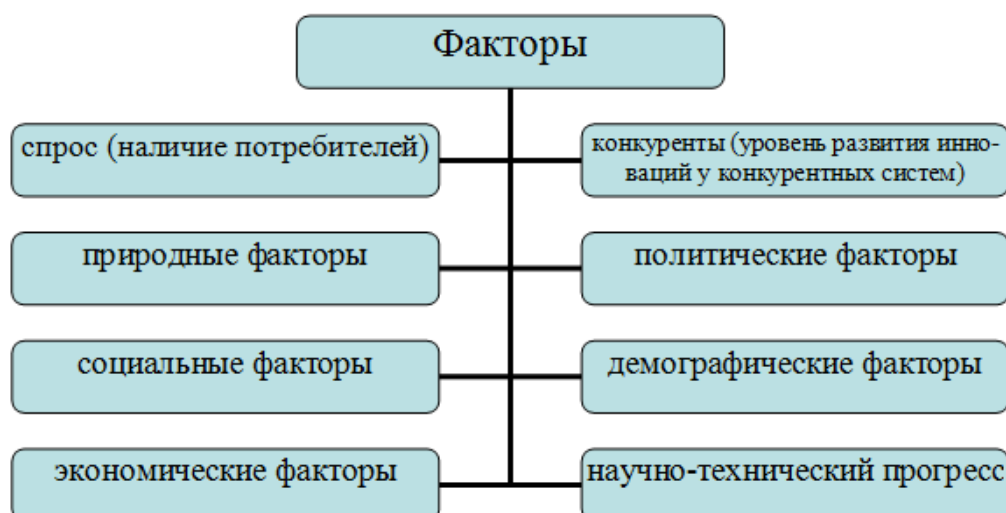 Факторы
спрос (наличие потребителей)
конкуренты (уровень развития инно-
ваций у конкурентных систем)
природные факторы
политические факторы
социальные факторы
демографические факторы
экономические факторы
научно-технический прогресс